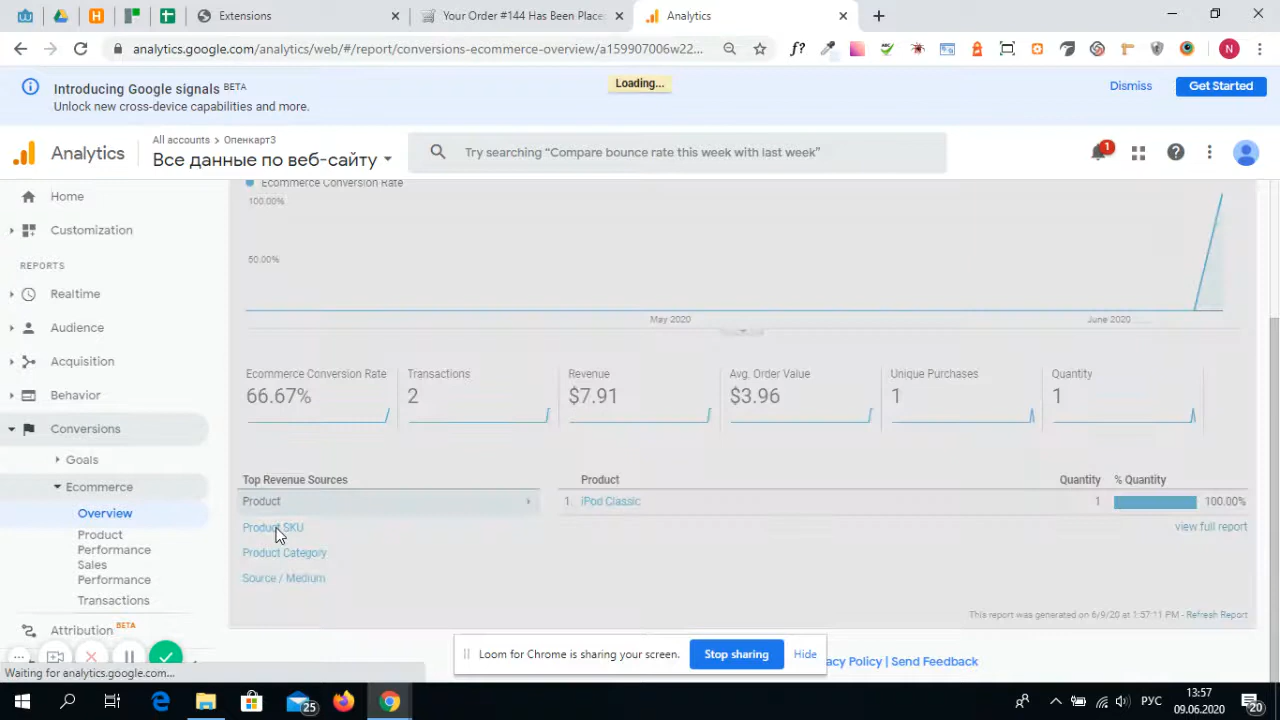 Extensions
Your Order #144 Has Been Place
Analytics
analytics.google.com/analytics/web/#/report/conversions-ecommerce-overview/a159907006w22...
f?
N
Introducing Google signals BETA
Unlock new cross-device capabilities and more.
Loading...
Dismiss
Get Started
Analytics
All accounts > Опенкарт3
Все данные по веб-сайту
Try searching “Compare bounce rate this week with last week”
1
Home
Customization
REPORTS
Realtime
Audience
Acquisition
Behavior
Conversions
Goals
Ecommerce
Overview
Product
Performance
Sales
Performance
Transactions
Attribution BETA
Ecommerce Conversion Rate
100.00%
50.00%
May 2020
June 2020
Ecommerce Conversion Rate
66.67%
Transactions
2
Revenue
$7.91
Avg. Order Value
$3.96
Unique Purchases
1
Quantity
1
Top Revenue Sources
Product
Product SKU
Product Category
Source / Medium
Product
Quantity
% Quantity
1. iPod Classic
1
100.00%
view full report
This report was generated on 6/9/20 at 1:57:11 PM - Refresh Report
Loom for Chrome is sharing your screen.
Stop sharing
Hide
acy Policy | Send Feedback
Waiting for analytics.google.com...
25
РУС
13:57
09.06.2020
20